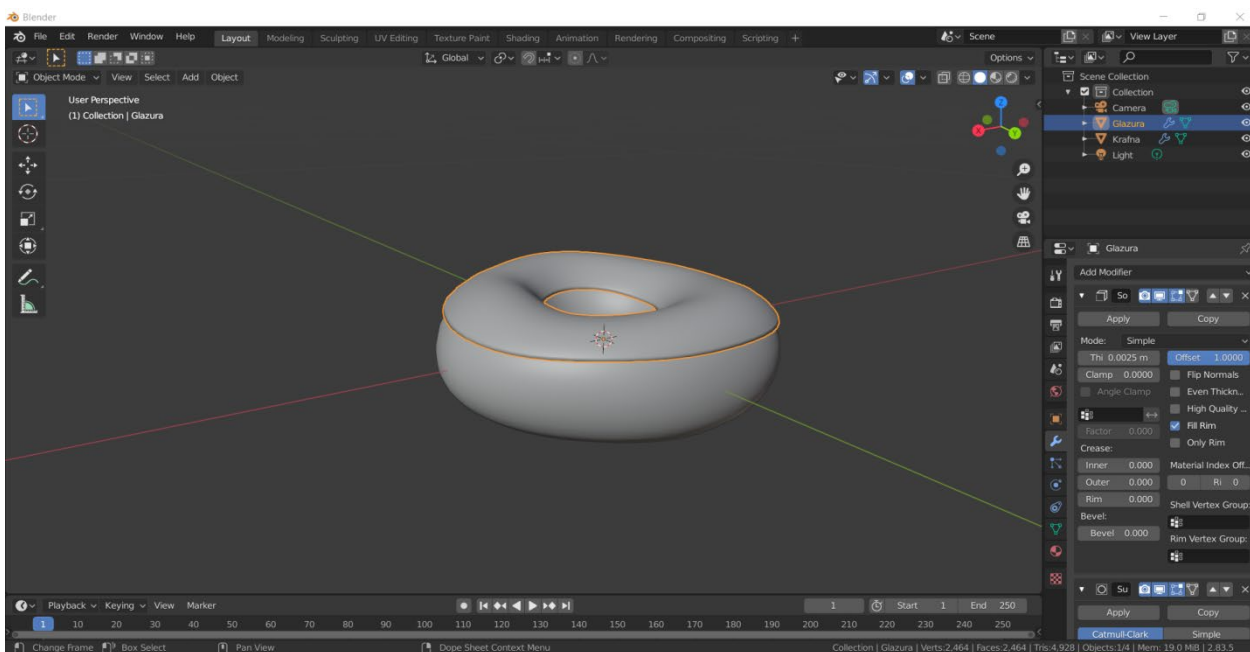 Blender
File Edit Render Window Help Layout Modeling Sculpting UV Editing Texture Paint Shading Animation Rendering Compositing Scripting + Scene View Layer
Global Options
Object Mode View Select Add Object
User Perspective
(1) Collection | Glazura
Z
X
Y
Scene Collection
Collection
Camera
Glazura
Krafna
Light
Glazura
Add Modifier
So
Apply Copy
Mode: Simple
Thi 0.0025 m Offset 1.0000
Clamp 0.0000 Flip Normals
Angle Clamp Even Thickn...
High Quality ...
Factor 0.000 Fill Rim
Only Rim
Crease:
Inner 0.000 Material Index Off...
Outer 0.000 0 Ri 0
Rim 0.000 Shell Vertex Group:
Bevel:
Bevel 0.000 Rim Vertex Group:
Su
Apply Copy
Catmull-Clark Simple
Playback Keying View Marker 1 Start 1 End 250
1 10 20 30 40 50 60 70 80 90 100 110 120 130 140 150 160 170 180 190 200 210 220 230 240 250
Change Frame Box Select Pan View Dope Sheet Context Menu Collection | Glazura | Verts:2,464 | Faces:2,464 | Tris:4,928 | Objects:1/4 | Mem: 19.0 MiB | 2.83.5